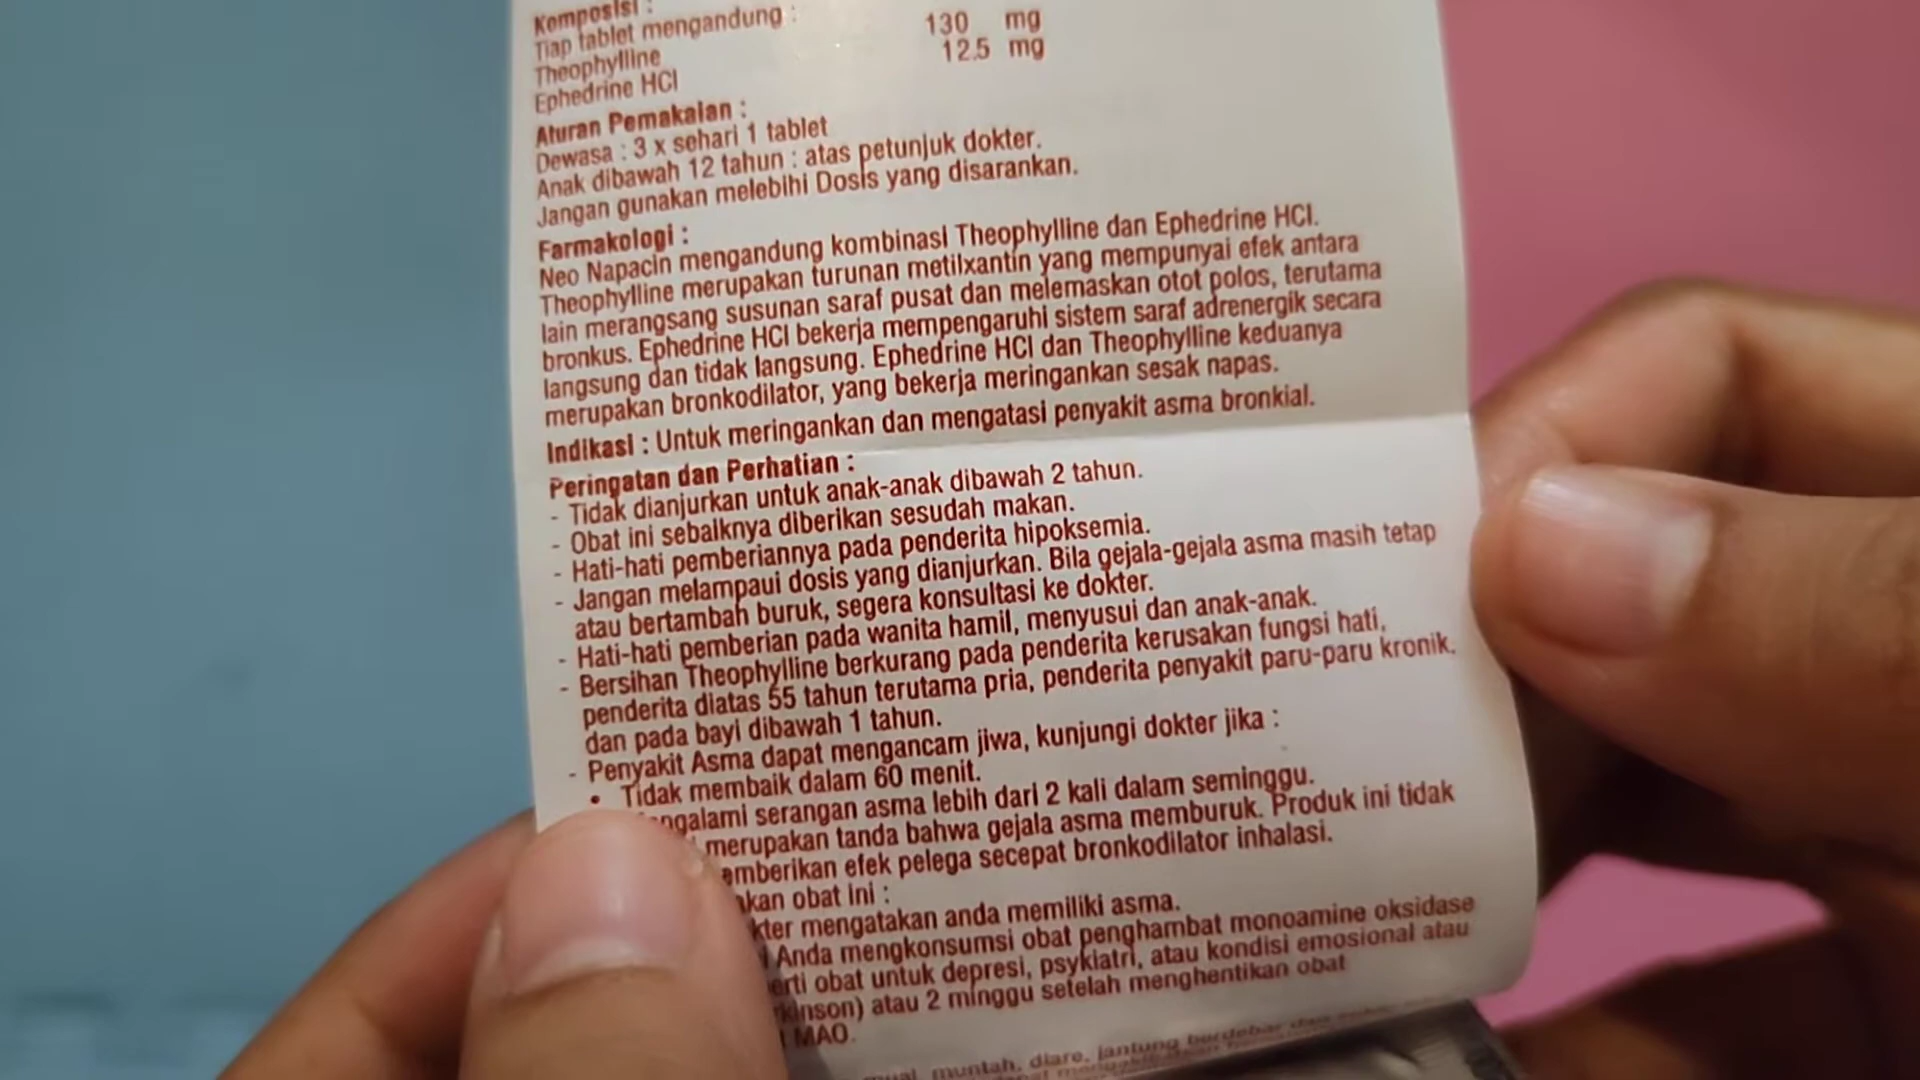 Komposisi :
Tiap tablet mengandung :
Theophylline 130 mg
Ephedrine HCl 12.5 mg
Aturan Pemakaian :
Dewasa : 3 x sehari 1 tablet
Anak dibawah 12 tahun : atas petunjuk dokter.
Jangan gunakan melebihi Dosis yang disarankan.
Farmakologi :
Neo Napacin mengandung kombinasi Theophylline dan Ephedrine HCl.
Theophylline merupakan turunan metilxantin yang mempunyai efek antara
lain merangsang susunan saraf pusat dan melemaskan otot polos, terutama
bronkus. Ephedrine HCl bekerja mempengaruhi sistem saraf adrenergik secara
langsung dan tidak langsung. Ephedrine HCl dan Theophylline keduanya
merupakan bronkodilator, yang bekerja meringankan sesak napas.
Indikasi : Untuk meringankan dan mengatasi penyakit asma bronkial.
Peringatan dan Perhatian :
- Tidak dianjurkan untuk anak-anak dibawah 2 tahun.
- Obat ini sebaiknya diberikan sesudah makan.
- Hati-hati pemberiannya pada penderita hipoksemia.
- Jangan melampaui dosis yang dianjurkan. Bila gejala-gejala asma masih tetap
atau bertambah buruk, segera konsultasi ke dokter.
- Hati-hati pemberian pada wanita hamil, menyusui dan anak-anak.
- Bersihan Theophylline berkurang pada penderita kerusakan fungsi hati,
penderita diatas 55 tahun terutama pria, penderita penyakit paru-paru kronik.
dan pada bayi dibawah 1 tahun.
- Penyakit Asma dapat mengancam jiwa, kunjungi dokter jika :
• Tidak membaik dalam 60 menit.
ngalami serangan asma lebih dari 2 kali dalam seminggu.
merupakan tanda bahwa gejala asma memburuk. Produk ini tidak
emberikan efek pelega secepat bronkodilator inhalasi.
kan obat ini :
kter mengatakan anda memiliki asma.
Anda mengkonsumsi obat penghambat monoamine oksidase
erti obat untuk depresi, psykiatri, atau kondisi emosional atau
kinson) atau 2 minggu setelah menghentikan obat
MAO.
mual, muntah, diare, jantung berdebar